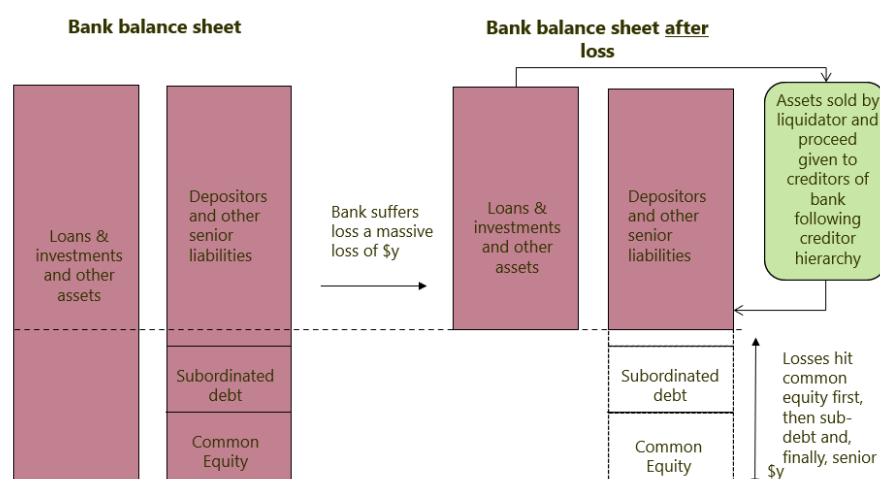 Bank balance sheet
Loans &
investments
and other
assets
Depositors
and other
senior
liabilities
Subordinated
debt
Common
Equity
Bank suffers
loss a massive
loss of $y
Bank balance sheet after
loss
Loans &
investments
and other
assets
Depositors
and other
senior
liabilities
Subordinated
debt
Common
Equity
Assets sold by
liquidator and
proceed
given to
creditors of
bank
following
creditor
hierarchy
Losses hit
common
equity first,
then sub-
debt and,
finally, senior
$y